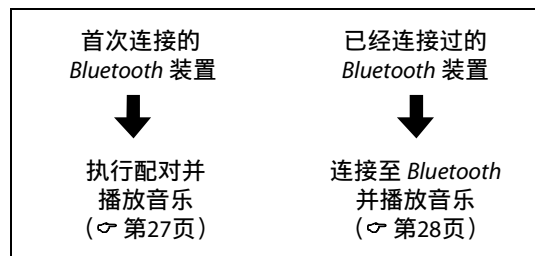 首次连接的
Bluetooth 装置
执行配对并
播放音乐
（☞ 第27页）
已经连接过的
Bluetooth 装置
连接至 Bluetooth
并播放音乐
（☞ 第28页）